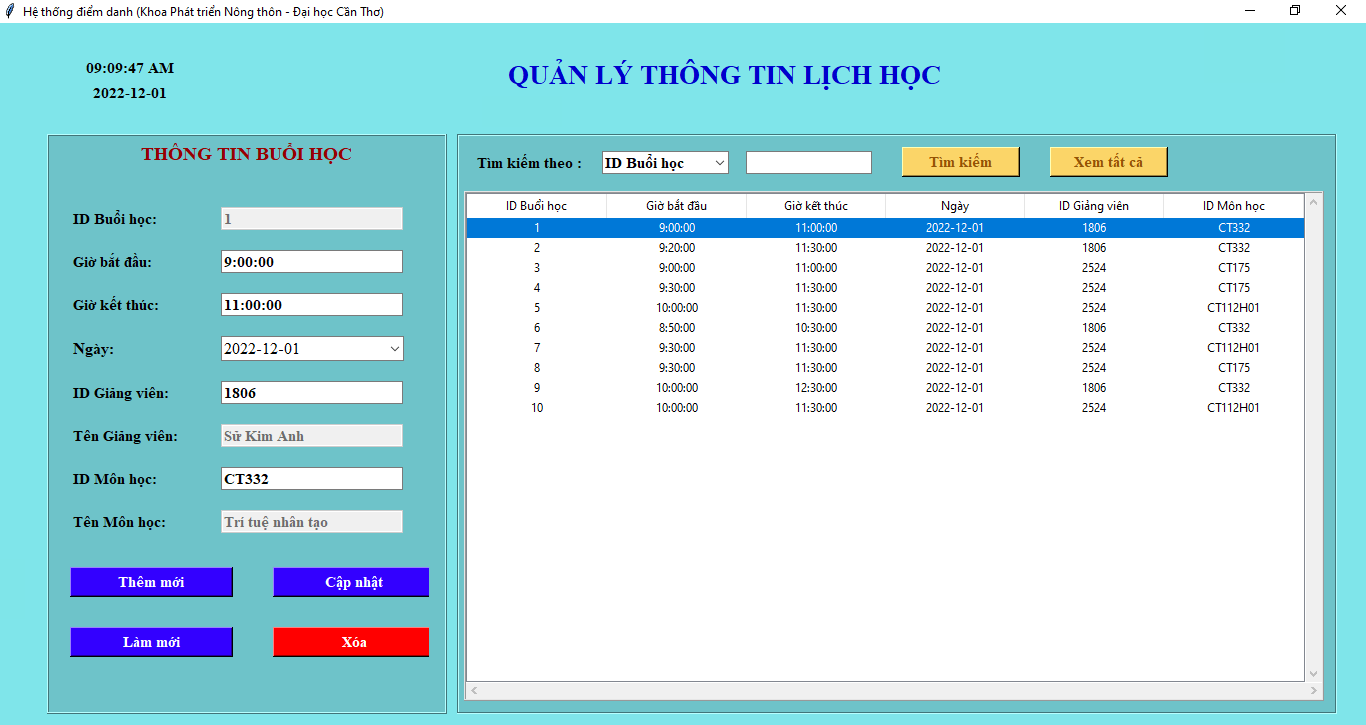 Hệ thống điểm danh (Khoa Phát triển Nông thôn - Đại học Cần Thơ)
09:09:47 AM
2022-12-01
QUẢN LÝ THÔNG TIN LỊCH HỌC
THÔNG TIN BUỔI HỌC
ID Buổi học: 1
Giờ bắt đầu: 9:00:00
Giờ kết thúc: 11:00:00
Ngày: 2022-12-01
ID Giảng viên: 1806
Tên Giảng viên: Sử Kim Anh
ID Môn học: CT332
Tên Môn học: Trí tuệ nhân tạo
Thêm mới Cập nhật
Làm mới Xóa
Tìm kiếm theo : ID Buổi học Tìm kiếm Xem tất cả
ID Buổi học Giờ bắt đầu Giờ kết thúc Ngày ID Giảng viên ID Môn học
1 9:00:00 11:00:00 2022-12-01 1806 CT332
2 9:20:00 11:30:00 2022-12-01 1806 CT332
3 9:00:00 11:00:00 2022-12-01 2524 CT175
4 9:30:00 11:30:00 2022-12-01 2524 CT175
5 10:00:00 11:30:00 2022-12-01 2524 CT112H01
6 8:50:00 10:30:00 2022-12-01 1806 CT332
7 9:30:00 11:30:00 2022-12-01 2524 CT112H01
8 9:30:00 11:30:00 2022-12-01 2524 CT175
9 10:00:00 12:30:00 2022-12-01 1806 CT332
10 10:00:00 11:30:00 2022-12-01 2524 CT112H01